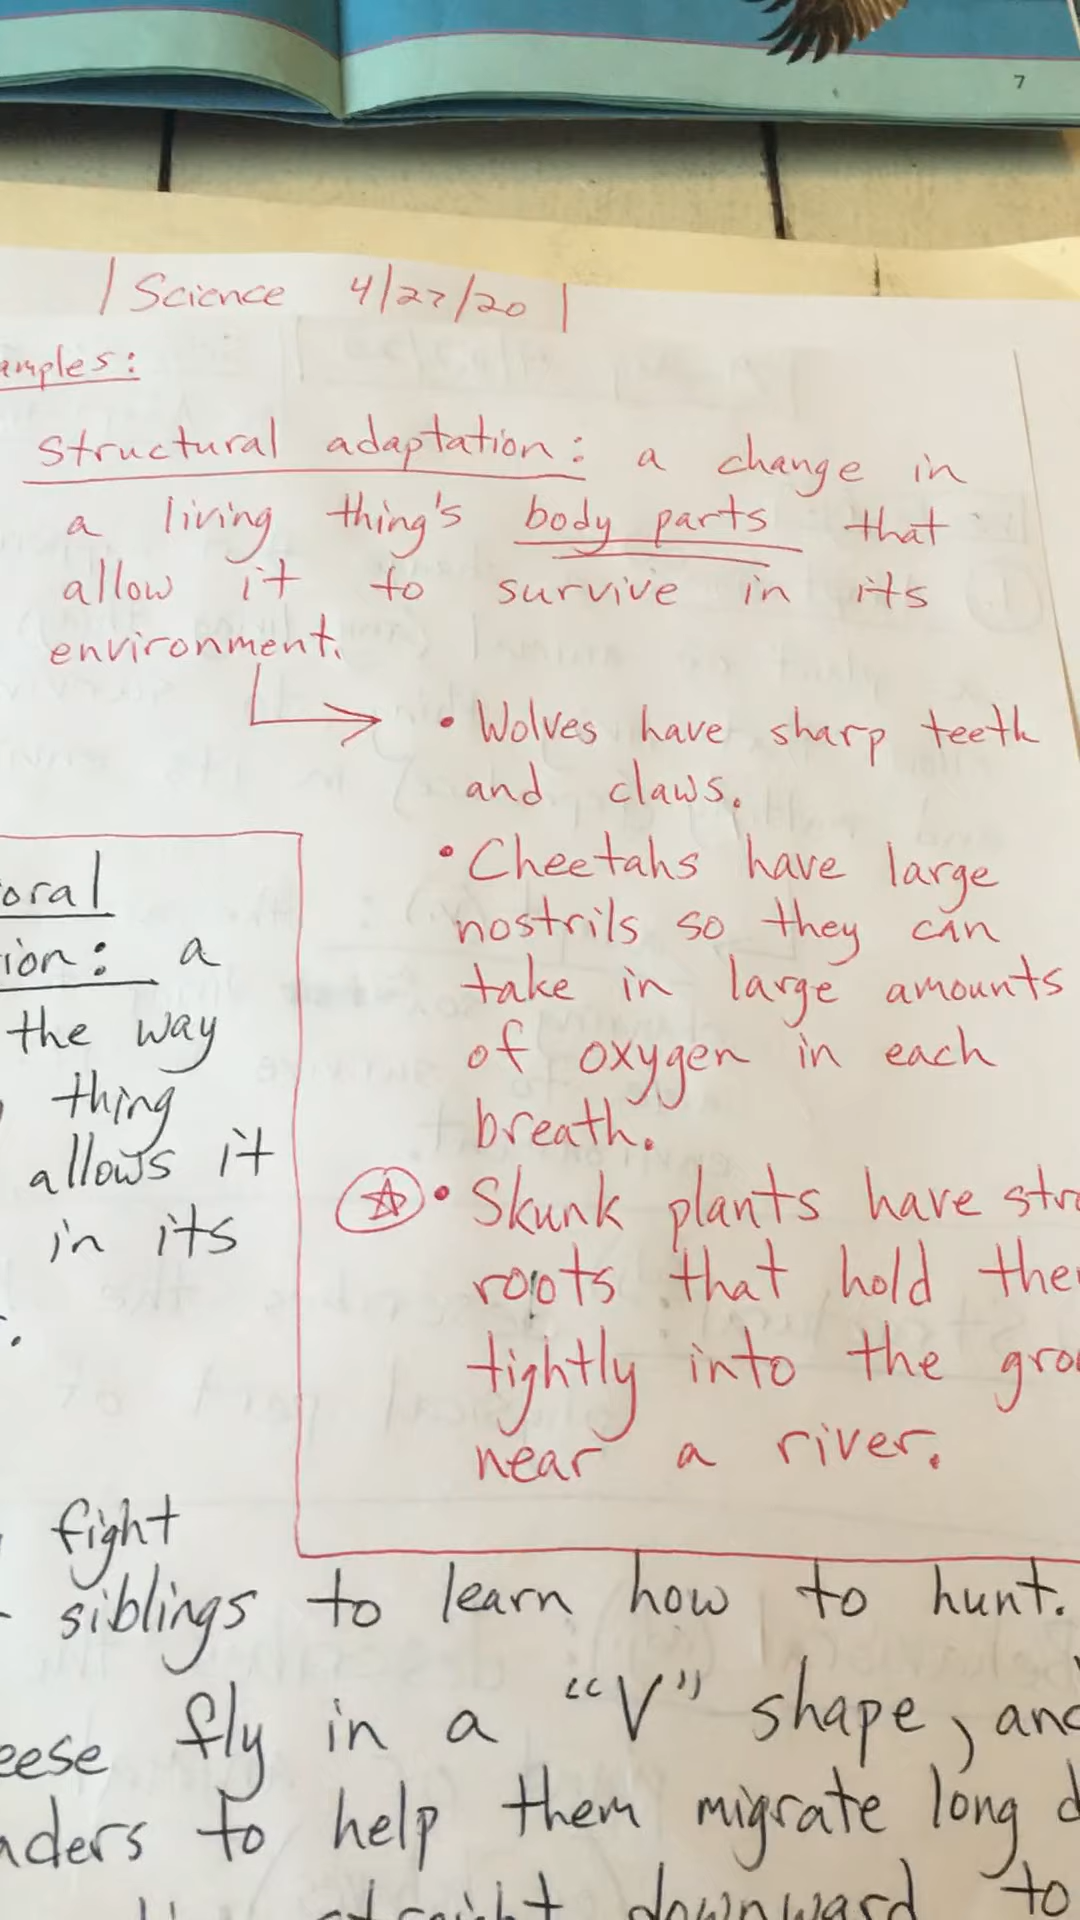 7
Science 4/27/20
amples:
structural adaptation: a change in
a living thing's body parts that
allow it to survive in its
environment.
• Wolves have sharp teeth
and claws.
• Cheetahs have large
nostrils so they can
take in large amounts
of oxygen in each
breath.
• Skunk plants have str
roots that hold the
tightly into the gro
near a river.
oral
ion: a
the way
thing
allows it
in its
fight
siblings to learn how to hunt.
eese fly in a "V" shape, and
aders to help them migrate long d
straight downward to